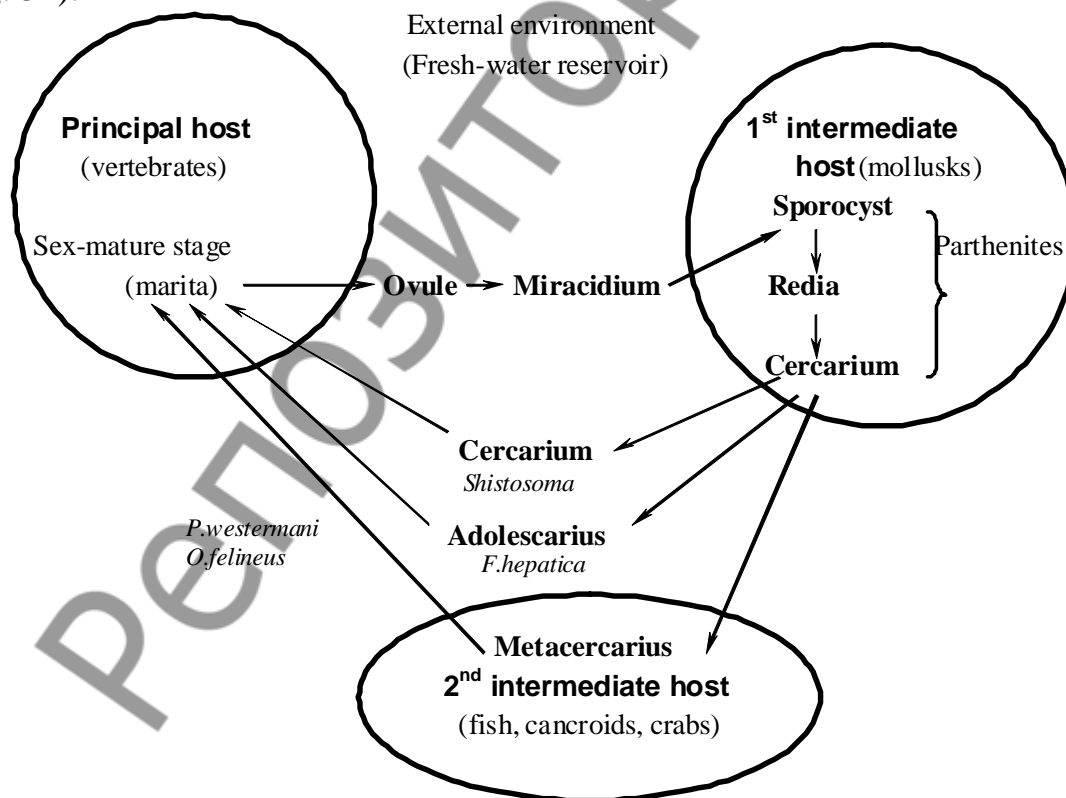 External environment
(Fresh-water reservoir)
Principal host
(vertebrates)
Sex-mature stage
(marita)
Ovule
Miracidium
1st intermediate
host (mollusks)
Sporocyst
Redia
Cercarium
Parthenites
Cercarium
Shistosoma
Adolescarius
F.hepatica
P.westermani
O.felineus
Metacercarius
2nd intermediate host
(fish, cancroids, crabs)
Репозитор